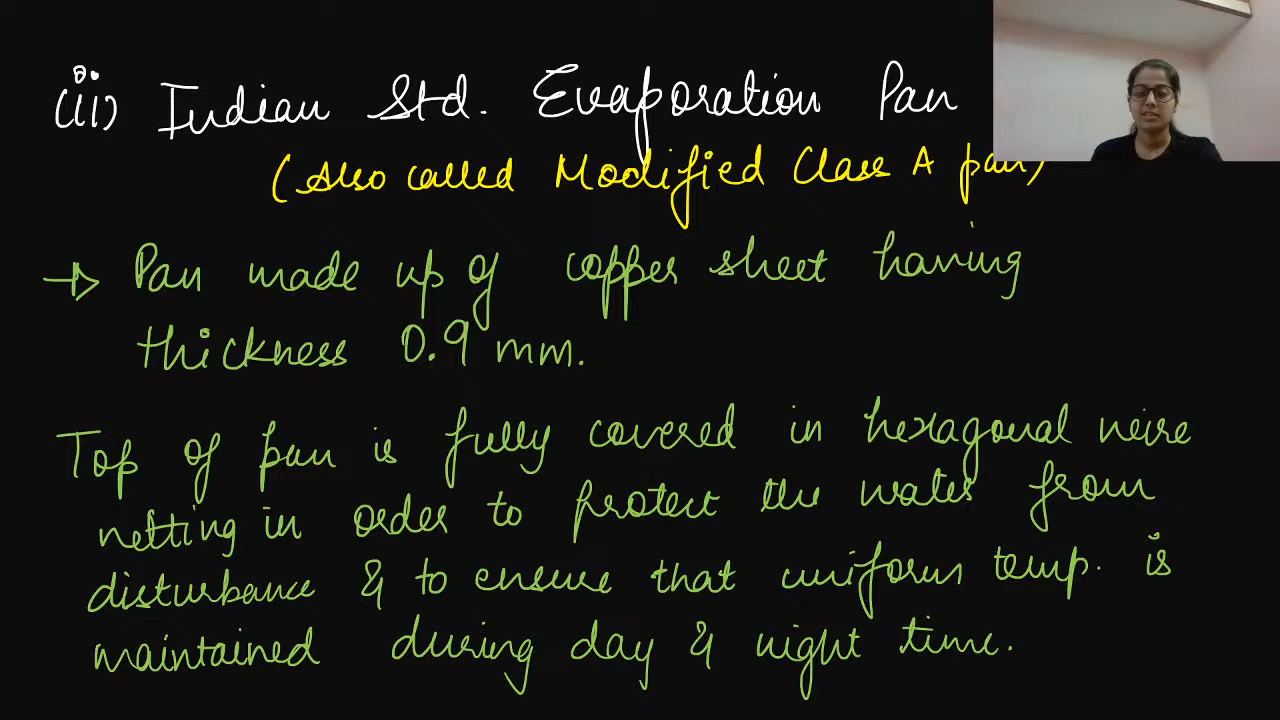 (ii) Indian Std. Evaporation Pan
(Also called Modified Class A pan)
→ Pan made up of copper sheet having
thickness 0.9 mm.
Top of pan is fully covered in hexagonal wire
netting in order to protect the water from
disturbance & to ensure that uniform temp. is
maintained during day & night time.